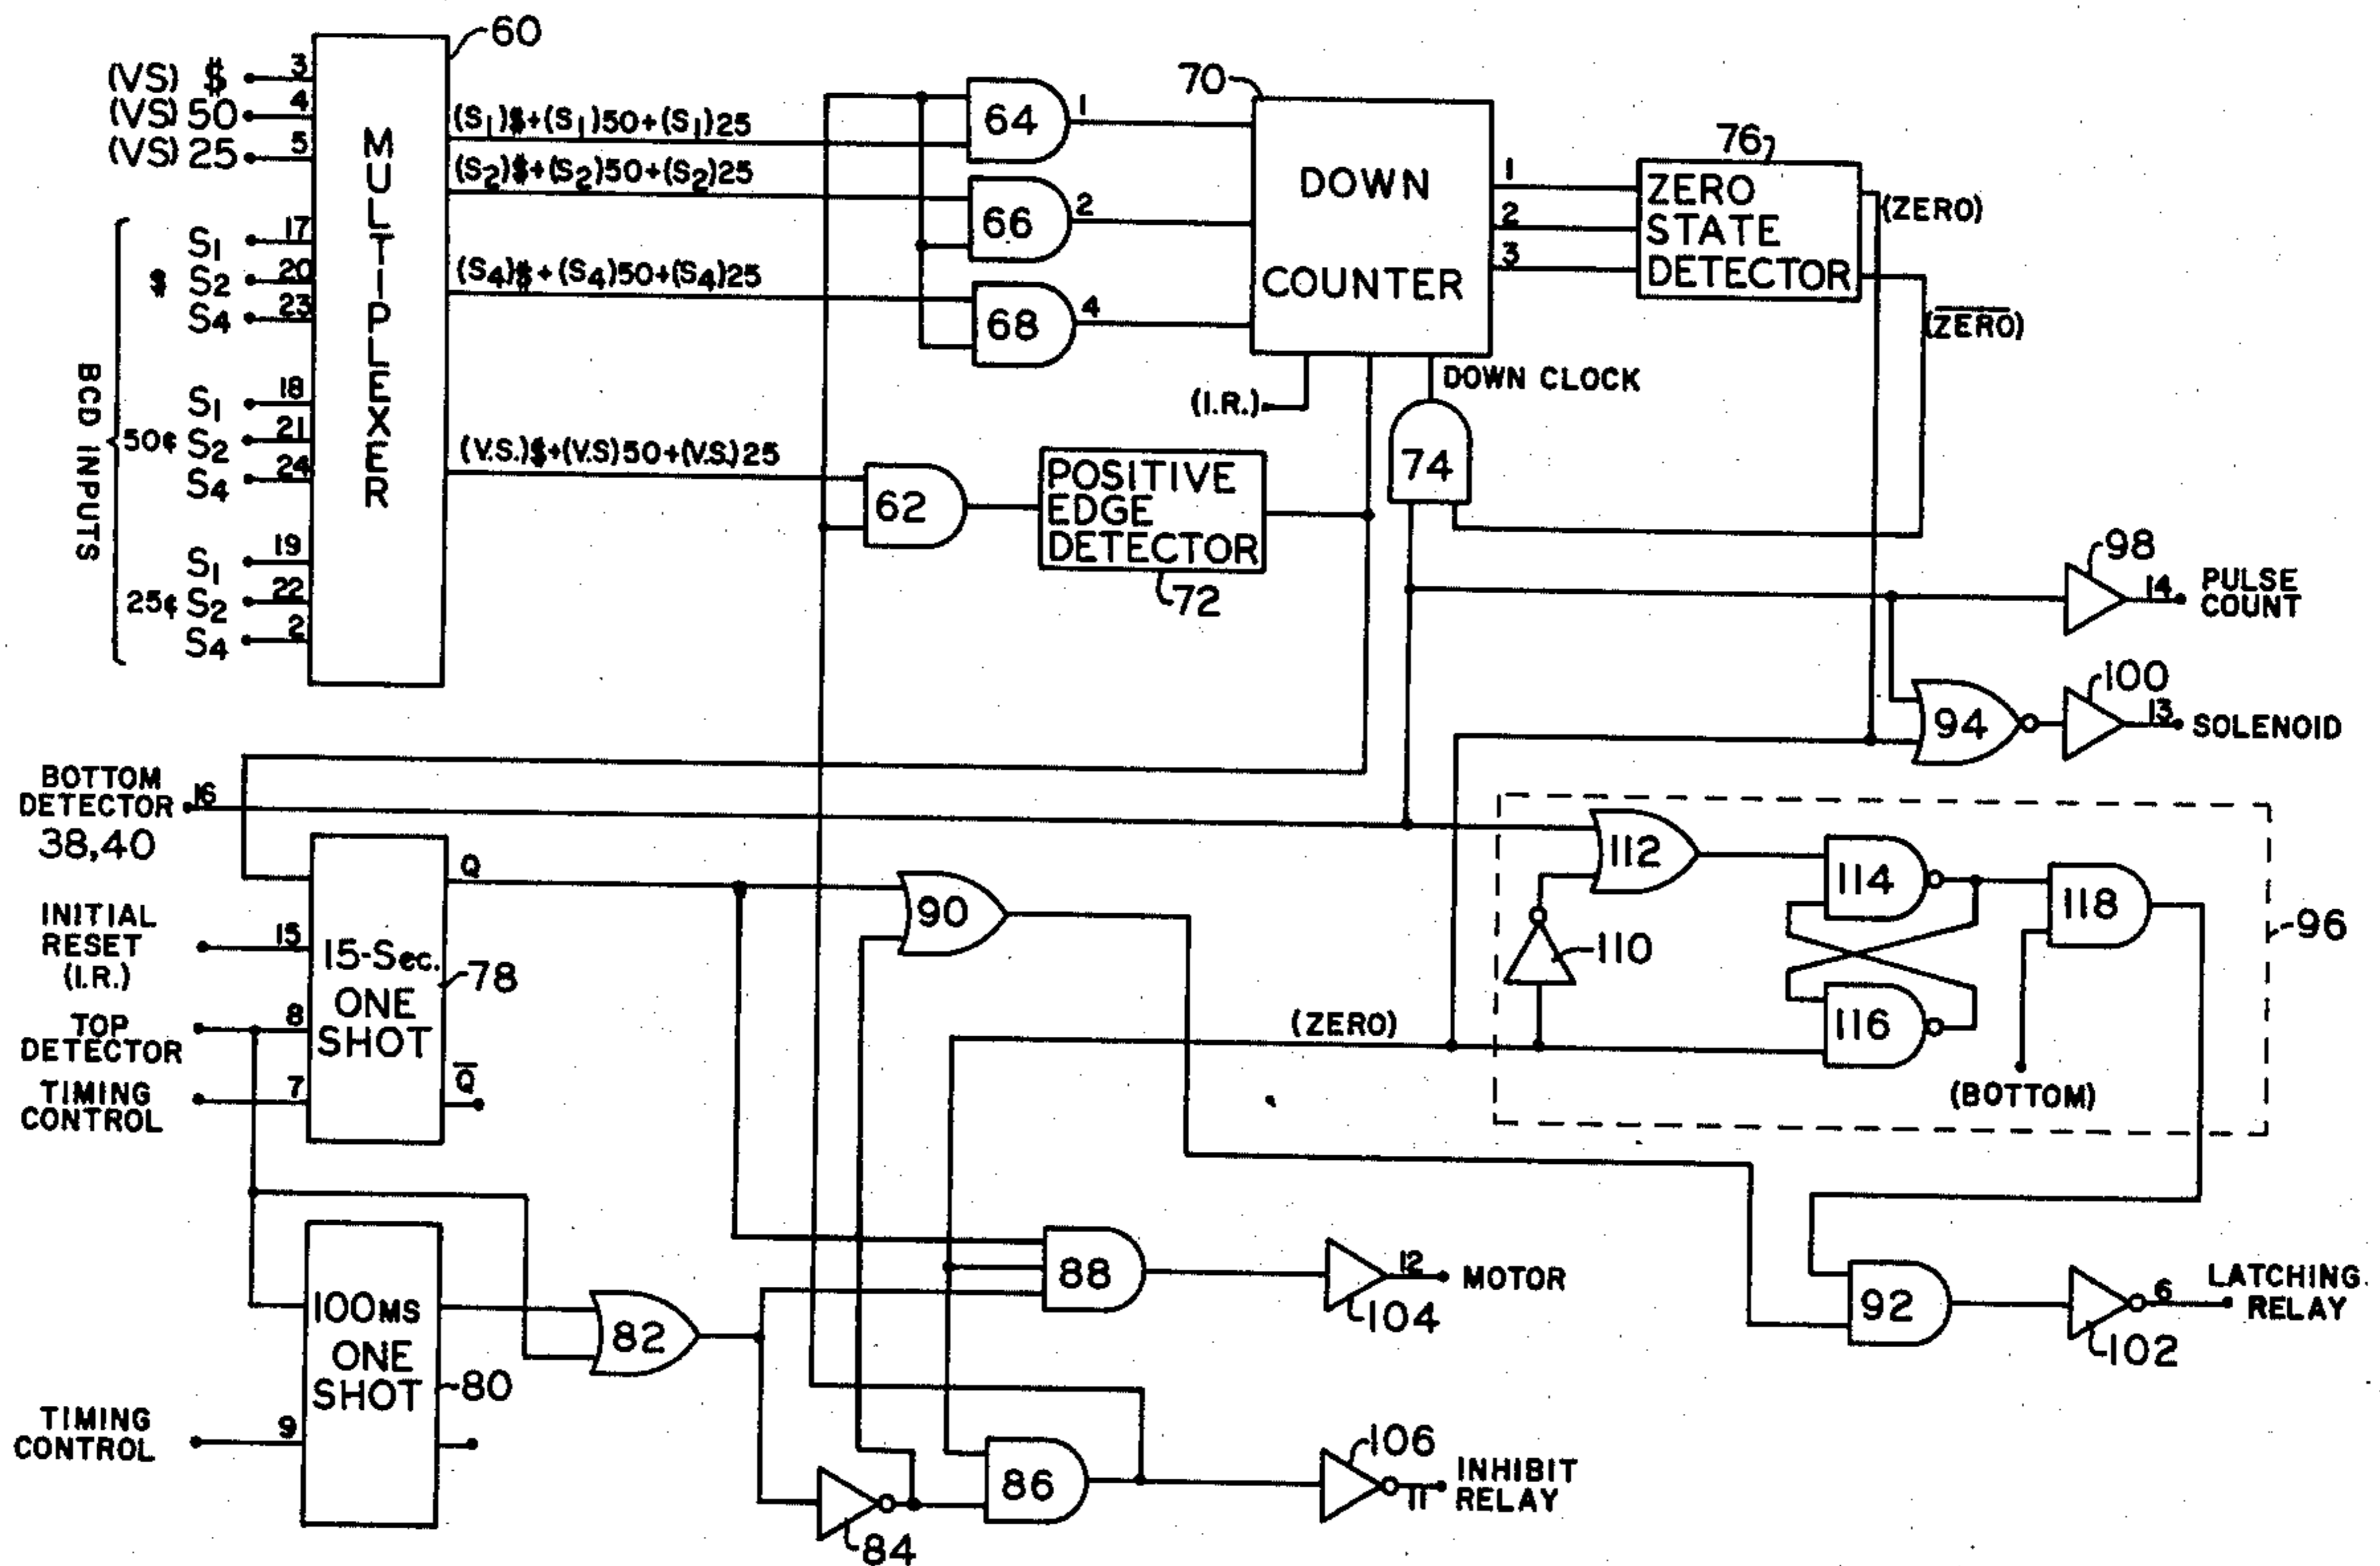 60
(VS) $ 3
(VS) 50 4
(VS) 25 5
MULTIPLEXER
BCD INPUTS
$
S1 17
S2 20
S4 23
50¢
S1 18
S2 21
S4 24
25¢
S1 19
S2 22
S4 2
(S1)$+(S1)50+(S1)25
(S2)$+(S2)50+(S2)25
(S4)$+(S4)50+(S4)25
(V.S.)$+(V.S)50+(V.S.)25
64 1
66 2
68 4
62
70
DOWN
COUNTER
1
2
3
76
ZERO
STATE
DETECTOR
(ZERO)
(Z̅E̅R̅O̅)
(I.R.)
DOWN CLOCK
74
POSITIVE
EDGE
DETECTOR
72
98
14 PULSE
COUNT
94
100
13 SOLENOID
BOTTOM
DETECTOR 16
38,40
INITIAL
RESET 15
(I.R.)
TOP
DETECTOR 8
TIMING 7
CONTROL
15-Sec.
ONE
SHOT
78
Q
Q̅
90
112
114
118
110
116
96
(ZERO)
(BOTTOM)
100MS
ONE
SHOT
80
TIMING
CONTROL 9
82
88
12 MOTOR
104
92
6 LATCHING
RELAY
102
84
86
106
11 INHIBIT
RELAY